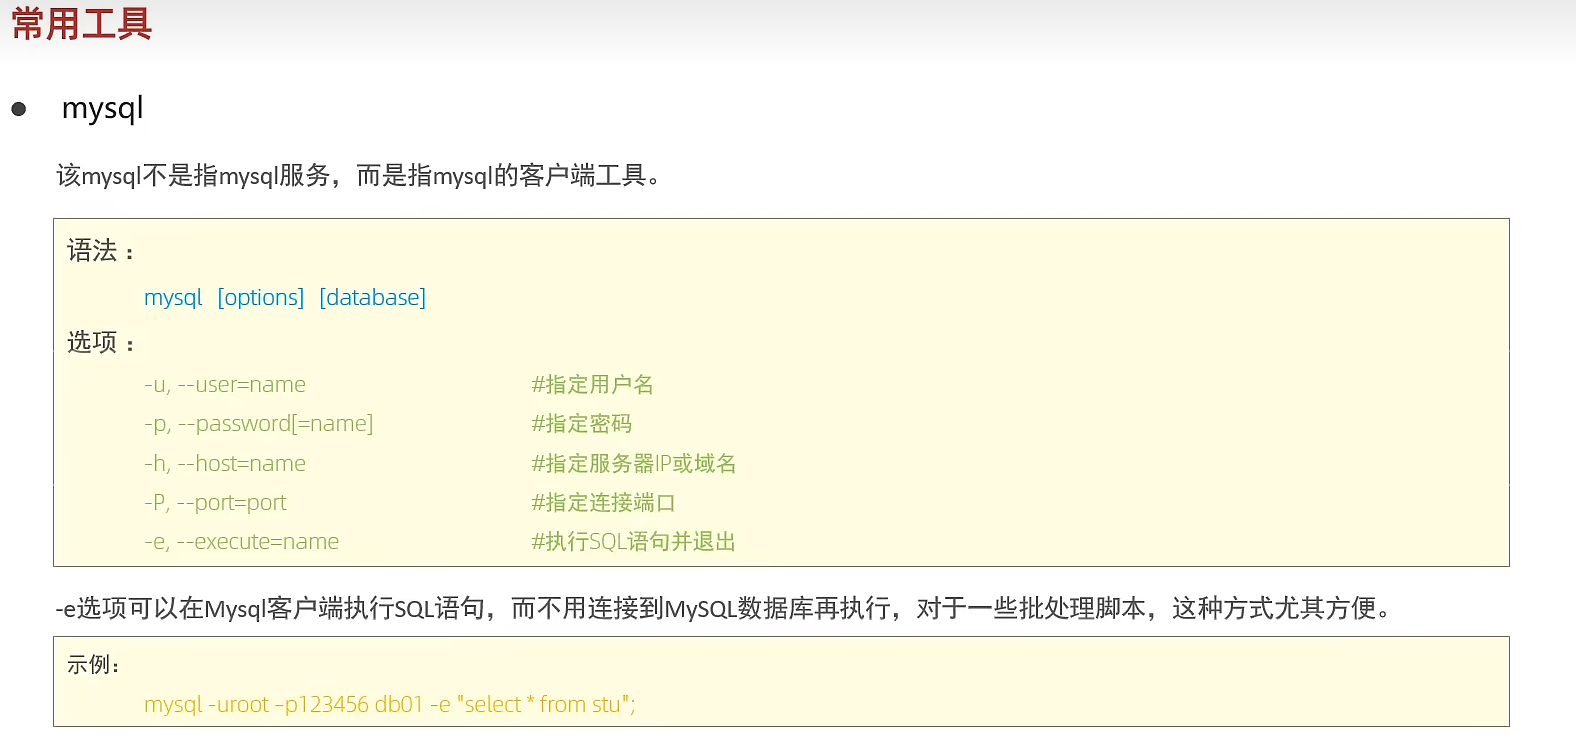 常用工具
● mysql
该mysql不是指mysql服务，而是指mysql的客户端工具。
语法 ：
mysql [options] [database]
选项 ：
-u, --user=name #指定用户名
-p, --password[=name] #指定密码
-h, --host=name #指定服务器IP或域名
-P, --port=port #指定连接端口
-e, --execute=name #执行SQL语句并退出
-e选项可以在Mysql客户端执行SQL语句，而不用连接到MySQL数据库再执行，对于一些批处理脚本，这种方式尤其方便。
示例：
mysql -uroot –p123456 db01 -e "select * from stu";